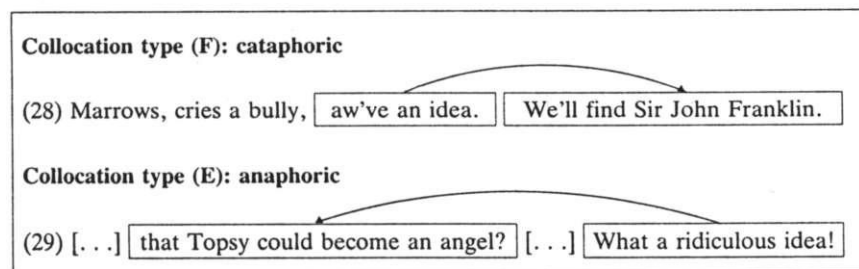 Collocation type (F): cataphoric
(28) Marrows, cries a bully, aw've an idea. We'll find Sir John Franklin.
Collocation type (E): anaphoric
(29) [. . .] that Topsy could become an angel? [. . .] What a ridiculous idea!